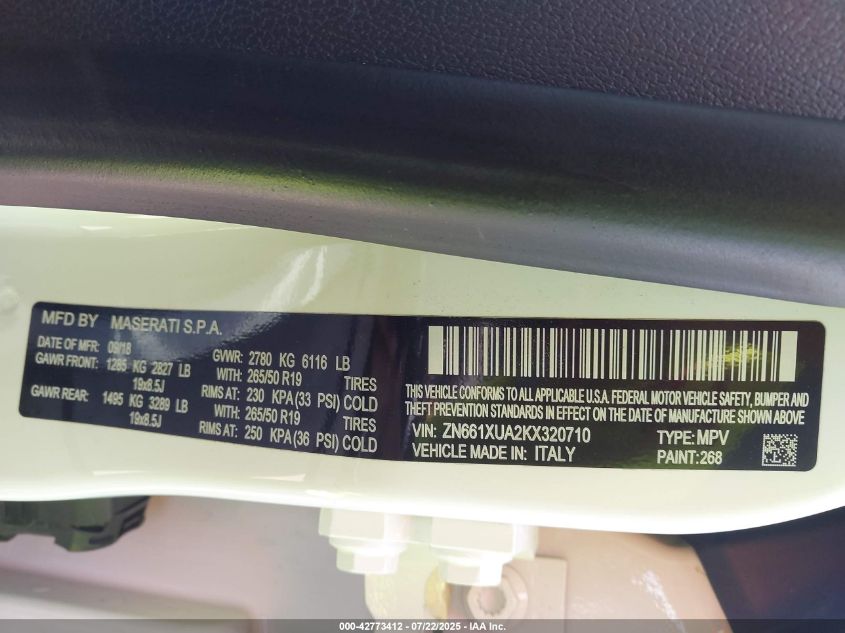 MFD BY MASERATI S.P.A.
DATE OF MFR: 09/18
GAWR FRONT: 1285 KG 2827 LB
19x8.5J
GAWR REAR: 1495 KG 3289 LB
19x8.5J
GVWR: 2780 KG 6116 LB
WITH: 265/50 R19 TIRES
RIMS AT: 230 KPA (33 PSI) COLD
WITH: 265/50 R19 TIRES
RIMS AT: 250 KPA (36 PSI) COLD
THIS VEHICLE CONFORMS TO ALL APPLICABLE U.S.A. FEDERAL MOTOR VEHICLE SAFETY, BUMPER AND
THEFT PREVENTION STANDARDS IN EFFECT ON THE DATE OF MANUFACTURE SHOWN ABOVE
VIN: ZN661XUA2KX320710 TYPE: MPV
VEHICLE MADE IN: ITALY PAINT:268
000-42773412 - 07/22/2025 - IAA Inc.